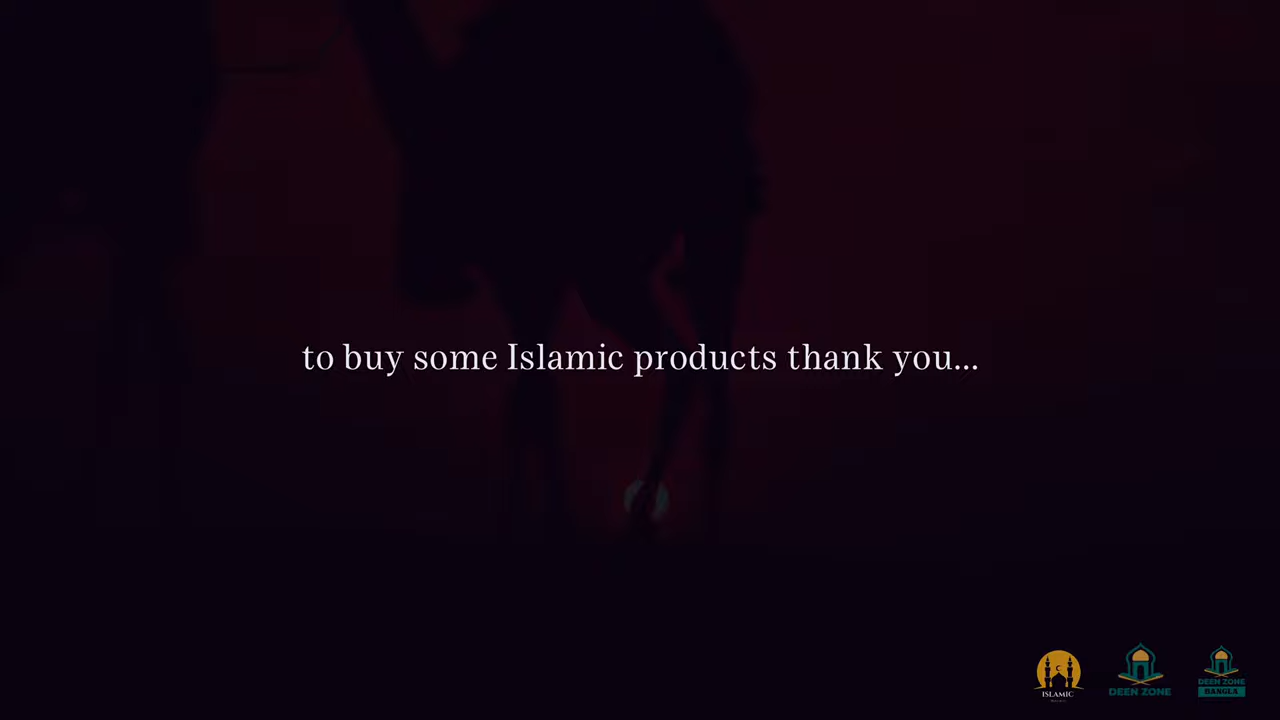 to buy some Islamic products thank you...
ISLAMIC
DEEN ZONE
DEEN ZONE
BANGLA